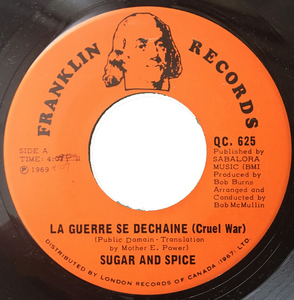 FRANKLIN RECORDS
SIDE A
TIME: 4:07
Ⓟ 1969
QC. 625
Published by
SABALORA
MUSIC (BMI
Produced by
Bob Burns
Arranged and
Conducted by
Bob McMullin
LA GUERRE SE DECHAINE (Cruel War)
(Public Domain-Translation
by Mother E. Power)
SUGAR AND SPICE
DISTRIBUTED BY LONDON RECORDS OF CANADA (1967) LTD.